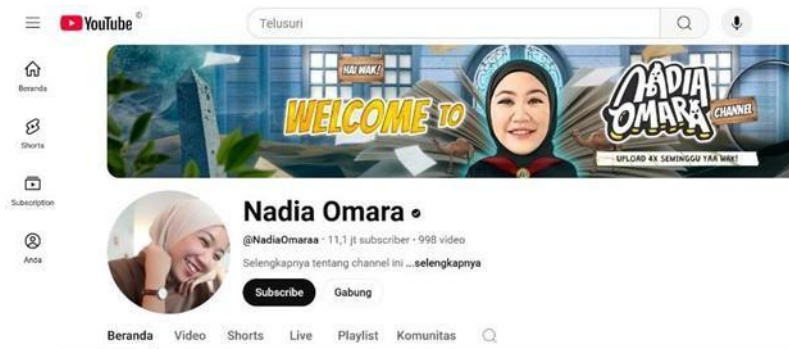 YouTube ID
Telusuri
Beranda
Shorts
Subscription
Anda
HAI WAK!
WELCOME TO
NADIA
OMARA
CHANNEL
UPLOAD 4X SEMINGGU YAA WAK!
Nadia Omara
@NadiaOmaraa · 11,1 jt subscriber · 998 video
Selengkapnya tentang channel ini ...selengkapnya
Subscribe
Gabung
Beranda Video Shorts Live Playlist Komunitas